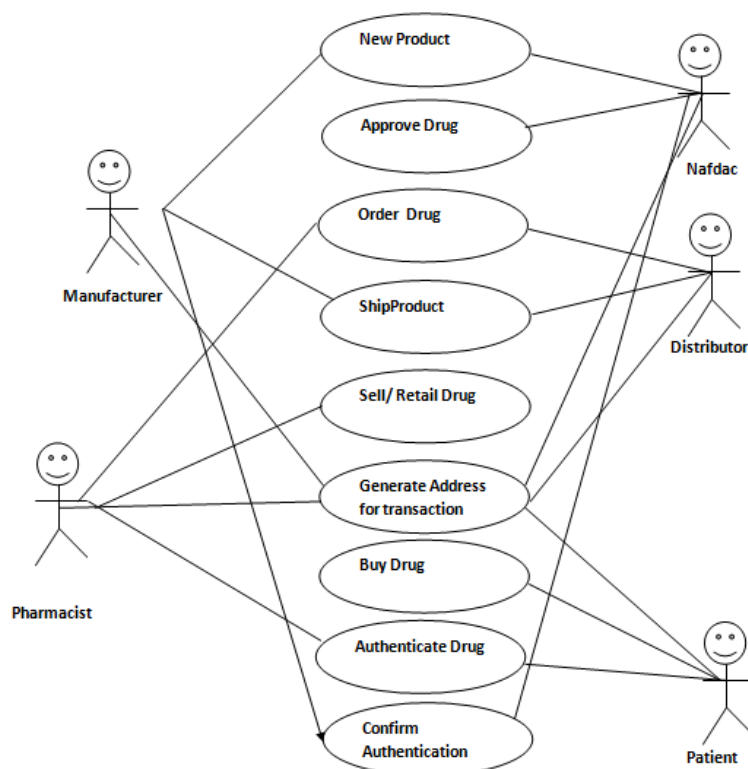 New Product
Approve Drug
Nafdac
Order  Drug
Manufacturer
ShipProduct
Distributor
Sell/ Retail Drug
Generate Address
for transaction
Buy Drug
Pharmacist
Authenticate Drug
Confirm
Authentication
Patient